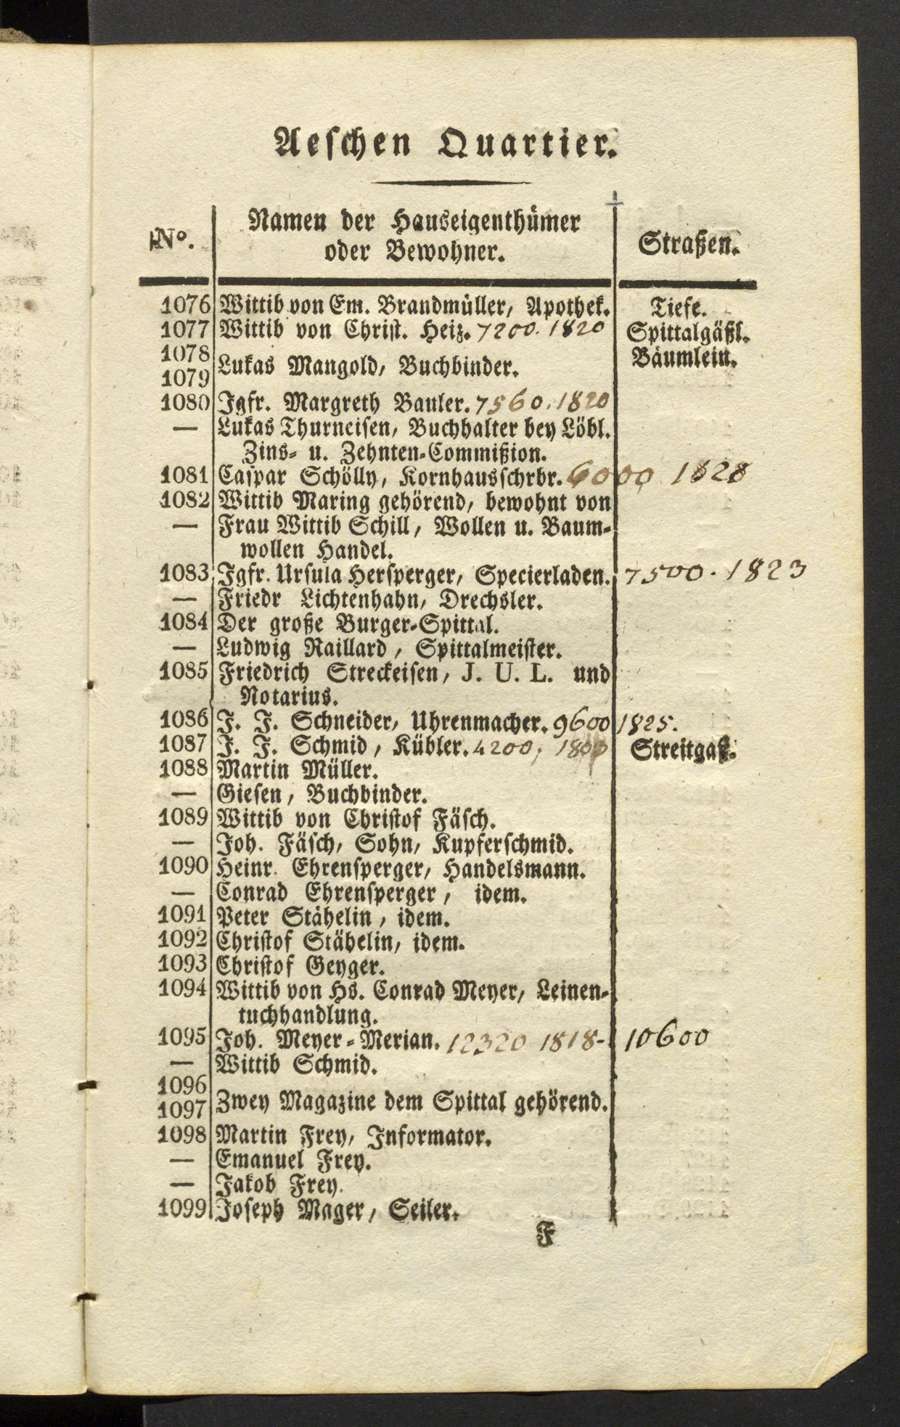 Aeschen Quartier.
No. Namen der Hauseigenthümer Straßen.
oder Bewohner.
1076 Wittib von Em. Brandmüller, Apothek. Tiefe.
1077 Wittib von Christ. Heiz. 7200. 1820 Spittalgäßl.
1078 Bäumlein.
1079 Lukas Mangold, Buchbinder.
1080 Jgfr. Margreth Bauler. 7560. 1820
— Lukas Thurneisen, Buchhalter bey Löbl.
Zins- u. Zehnten-Commißion.
1081 Caspar Schölly, Kornhausschrbr. 6000 1828
1082 Wittib Maring gehörend, bewohnt von
— Frau Wittib Schill, Wollen u. Baum-
wollen Handel.
1083 Jgfr. Ursula Hersperger, Specierladen. 7500. 1823
— Friedr Lichtenhahn, Drechsler.
1084 Der große Burger-Spittal.
— Ludwig Raillard, Spittalmeister.
1085 Friedrich Streckeisen, J. U. L. und
Notarius.
1086 J. J. Schneider, Uhrenmacher. 9600 1825.
1087 J. J. Schmid, Kübler. 4200, Streitgaß.
1088 Martin Müller.
— Giesen, Buchbinder.
1089 Wittib von Christof Fäsch.
— Joh. Fäsch, Sohn, Kupferschmid.
1090 Heinr. Ehrensperger, Handelsmann.
— Conrad Ehrensperger, idem.
1091 Peter Stähelin, idem.
1092 Christof Stähelin, idem.
1093 Christof Geyger.
1094 Wittib von Hs. Conrad Meyer, Leinen-
tuchhandlung.
1095 Joh. Meyer-Merian. 12320 1818- 10600
— Wittib Schmid.
1096
1097 Zwey Magazine dem Spittal gehörend.
1098 Martin Frey, Informator.
— Emanuel Frey.
— Jakob Frey.
1099 Joseph Mager, Seiler.
F